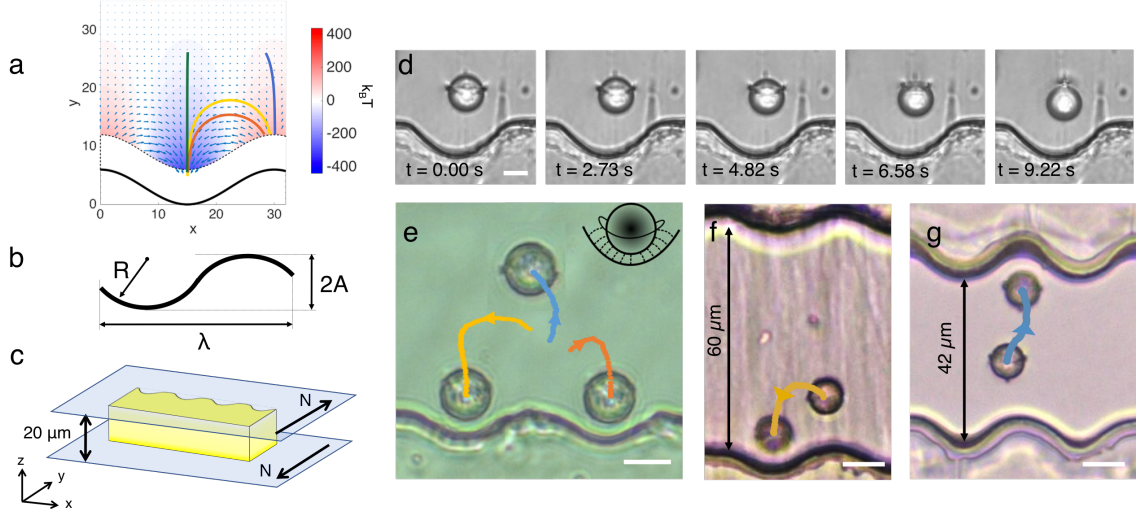 a
y
30
20
10
0
0
10
20
30
x
400
200
0
-200
-400
k_BT
b
R
2A
λ
c
20 µm
N
N
z
y
x
d
t = 0.00 s
t = 2.73 s
t = 4.82 s
t = 6.58 s
t = 9.22 s
e
f
60 µm
g
42 µm